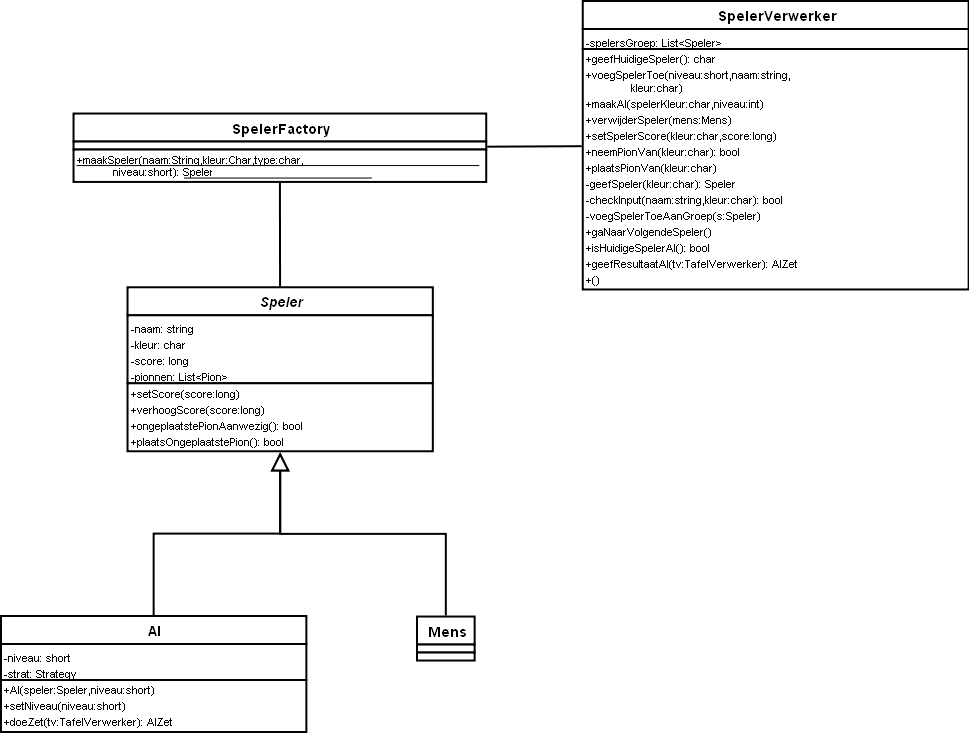 SpelerVerwerker
-spelersGroep: List<Speler>
+geefHuidigeSpeler(): char
+voegSpelerToe(niveau:short,naam:string,
kleur:char)
+maakAI(spelerKleur:char,niveau:int)
+verwijderSpeler(mens:Mens)
+setSpelerScore(kleur:char,score:long)
+neemPionVan(kleur:char): bool
+plaatsPionVan(kleur:char)
-geefSpeler(kleur:char): Speler
-checkInput(naam:string,kleur:char): bool
-voegSpelerToeAanGroep(s:Speler)
+gaNaarVolgendeSpeler()
+isHuidigeSpelerAI(): bool
+geefResultaatAI(tv:TafelVerwerker): AIZet
+()
SpelerFactory
+maakSpeler(naam:String,kleur:Char,type:char,
niveau:short): Speler
Speler
-naam: string
-kleur: char
-score: long
-pionnen: List<Pion>
+setScore(score:long)
+verhoogScore(score:long)
+ongeplaatstePionAanwezig(): bool
+plaatsOngeplaatstePion(): bool
AI
-niveau: short
-strat: Strategy
+AI(speler:Speler,niveau:short)
+setNiveau(niveau:short)
+doeZet(tv:TafelVerwerker): AIZet
Mens